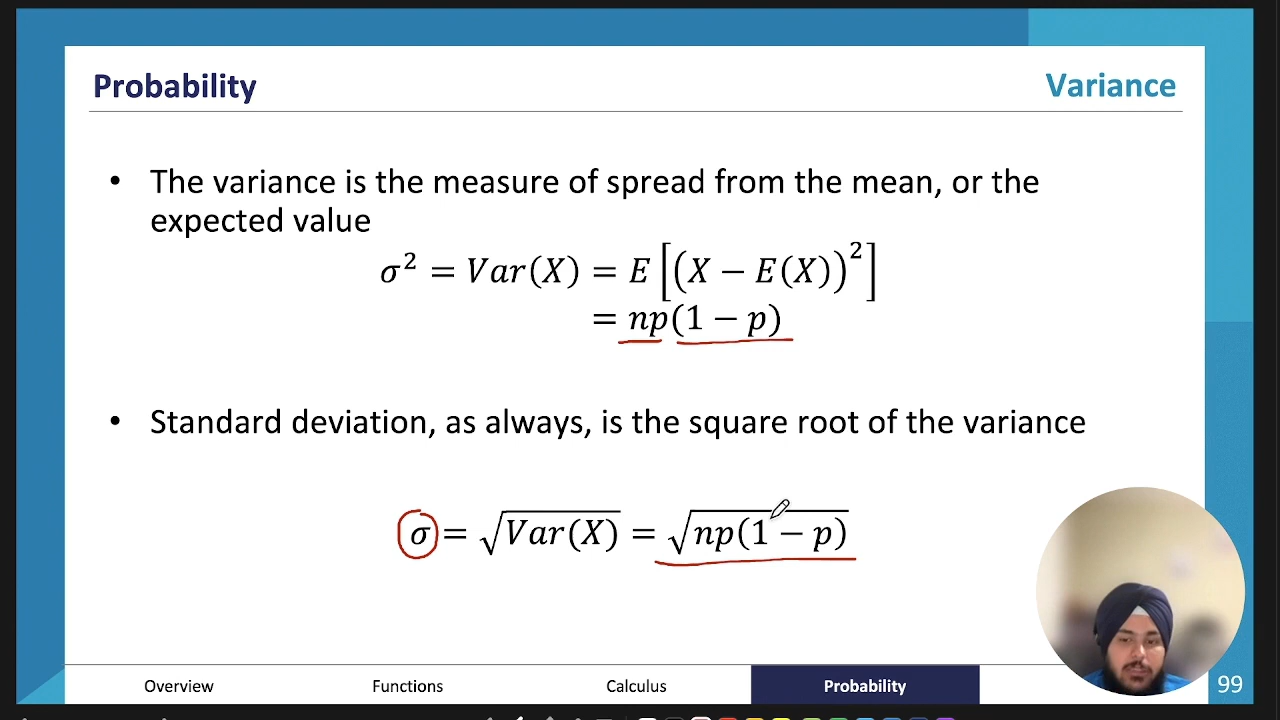 Probability
Variance
• The variance is the measure of spread from the mean, or the
expected value
σ² = Var(X) = E[(X − E(X))²]
= np(1 − p)
• Standard deviation, as always, is the square root of the variance
σ = √Var(X) = √np(1 − p)
Overview Functions Calculus Probability 99